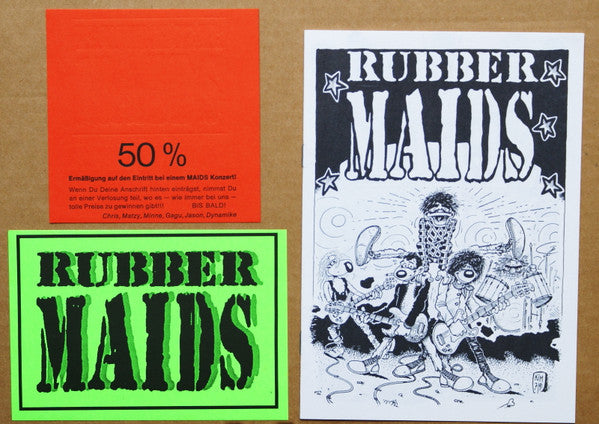 50 %
Ermäßigung auf den Eintritt bei einem MAIDS Konzert!
Wenn Du Deine Anschrift hinten einträgst, nimmst Du
an einer Verlosung teil, wo es — wie immer bei uns —
tolle Preise zu gewinnen gibt!!! BIS BALD!
Chris, Matzy, Minne, Gagu, Jason, Dynamike
RUBBER
MAIDS
RUBBER
MAIDS